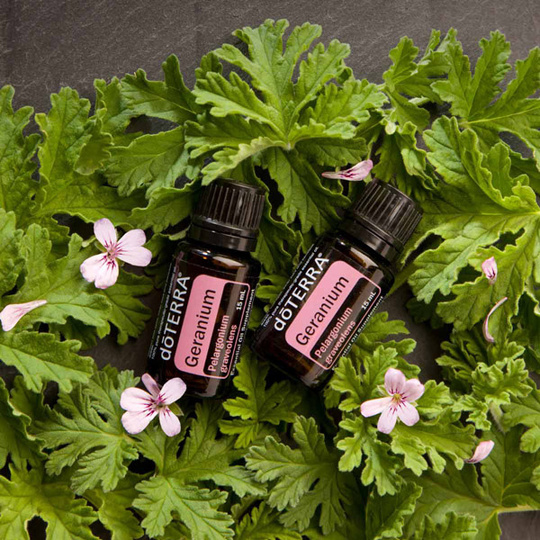 dōTERRA
Geranium
Pelargonium
graveolens
15 ml
dōTERRA
Geranium
Pelargonium
graveolens
15 ml